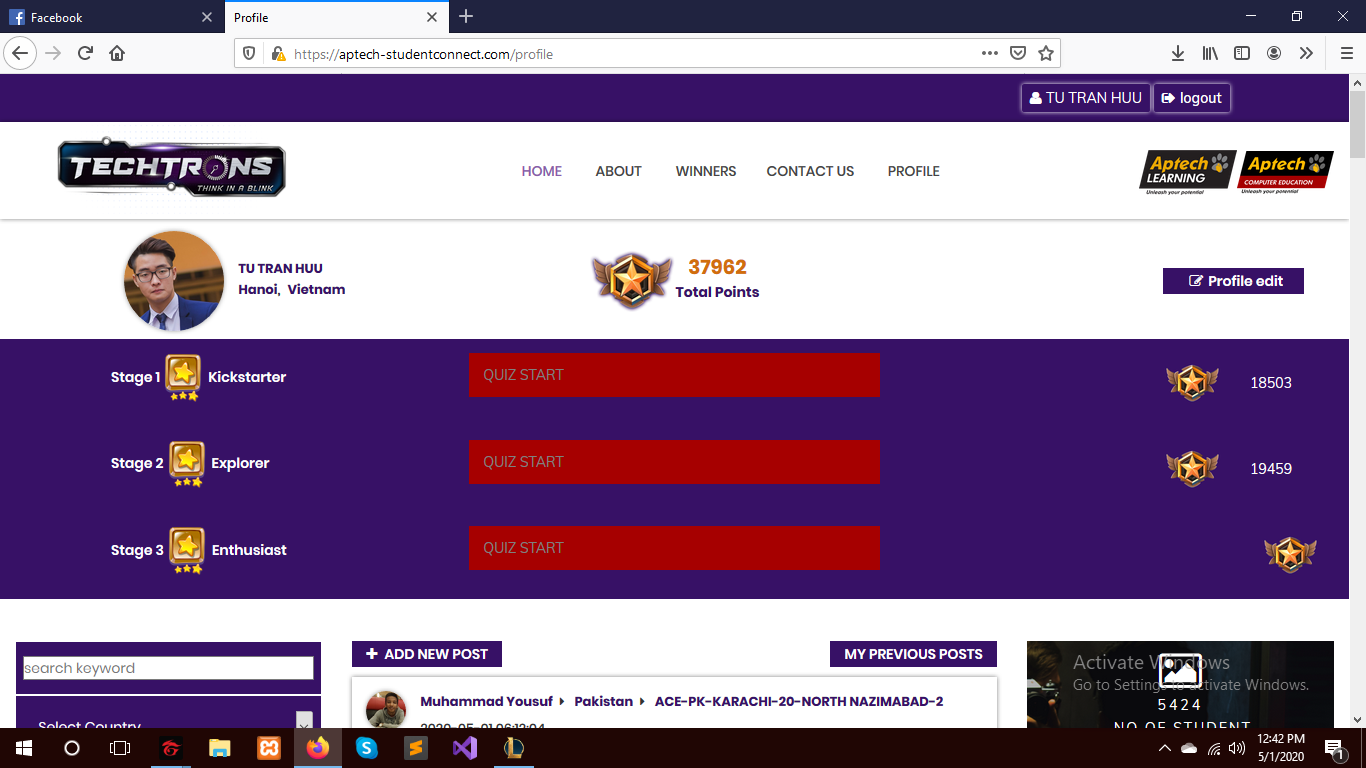 Facebook
Profile
https://aptech-studentconnect.com/profile
TU TRAN HUU
logout
TECHTRONS
THINK IN A BLINK
HOME
ABOUT
WINNERS
CONTACT US
PROFILE
Aptech
LEARNING
Unleash your potential
Aptech
COMPUTER EDUCATION
Unleash your potential
TU TRAN HUU
Hanoi, Vietnam
37962
Total Points
Profile edit
Stage 1 Kickstarter
QUIZ START
18503
Stage 2 Explorer
QUIZ START
19459
Stage 3 Enthusiast
QUIZ START
search keyword
Select Country
+ ADD NEW POST
MY PREVIOUS POSTS
Muhammad Yousuf Pakistan ACE-PK-KARACHI-20-NORTH NAZIMABAD-2
2020-05-01 06:12:04
Activate Windows
Go to Settings to activate Windows.
5424
NO OF STUDENT
12:42 PM
5/1/2020
1